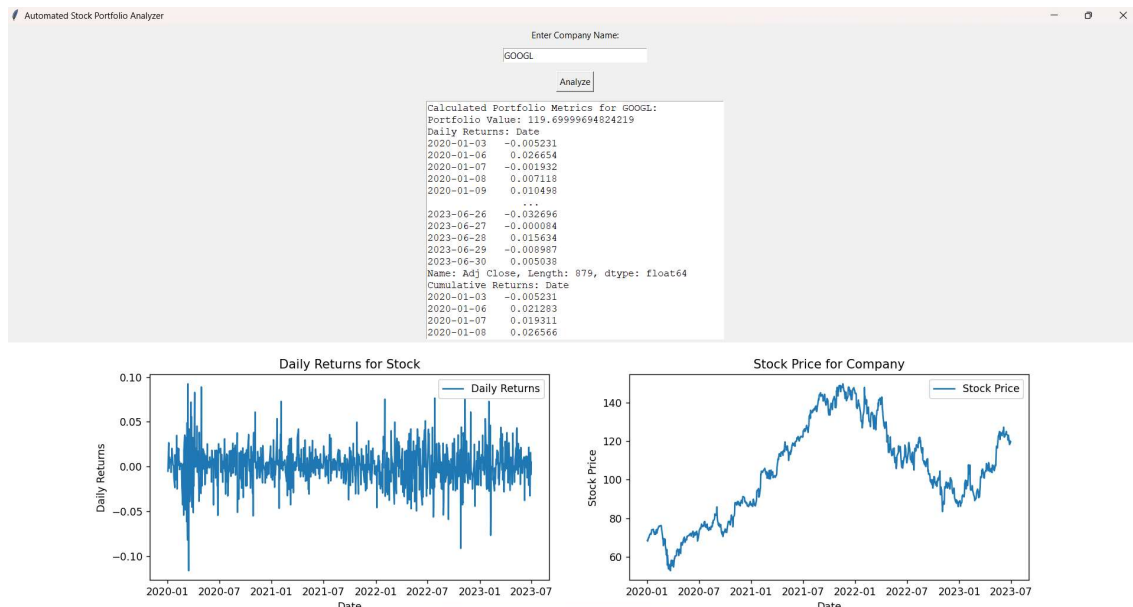 Automated Stock Portfolio Analyzer
Enter Company Name:
GOOGL
Analyze
Calculated Portfolio Metrics for GOOGL:
Portfolio Value: 119.69999694824219
Daily Returns: Date
2020-01-03 -0.005231
2020-01-06 0.026654
2020-01-07 -0.001932
2020-01-08 0.007118
2020-01-09 0.010498
...
2023-06-26 -0.032696
2023-06-27 -0.000084
2023-06-28 0.015634
2023-06-29 -0.008987
2023-06-30 0.005038
Name: Adj Close, Length: 879, dtype: float64
Cumulative Returns: Date
2020-01-03 -0.005231
2020-01-06 0.021283
2020-01-07 0.019311
2020-01-08 0.026566
Daily Returns for Stock
Daily Returns
0.10
0.05
0.00
−0.05
−0.10
Daily Returns
2020-01 2020-07 2021-01 2021-07 2022-01 2022-07 2023-01 2023-07
Date
Stock Price for Company
Stock Price
140
120
100
80
60
Stock Price
2020-01 2020-07 2021-01 2021-07 2022-01 2022-07 2023-01 2023-07
Date